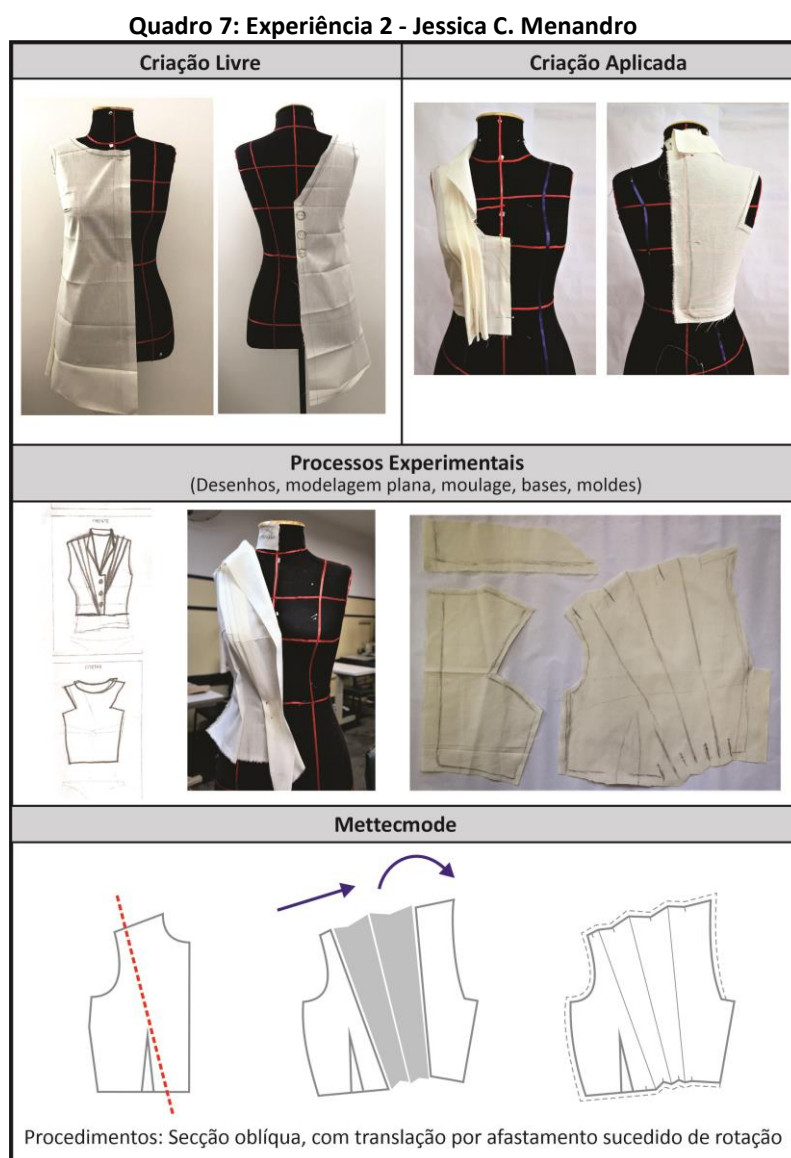 Quadro 7: Experiência 2 - Jessica C. Menandro
Criação Livre
Criação Aplicada
Processos Experimentais
(Desenhos, modelagem plana, moulage, bases, moldes)
FRENTE
Mettecmode
Procedimentos: Secção oblíqua, com translação por afastamento sucedido de rotação